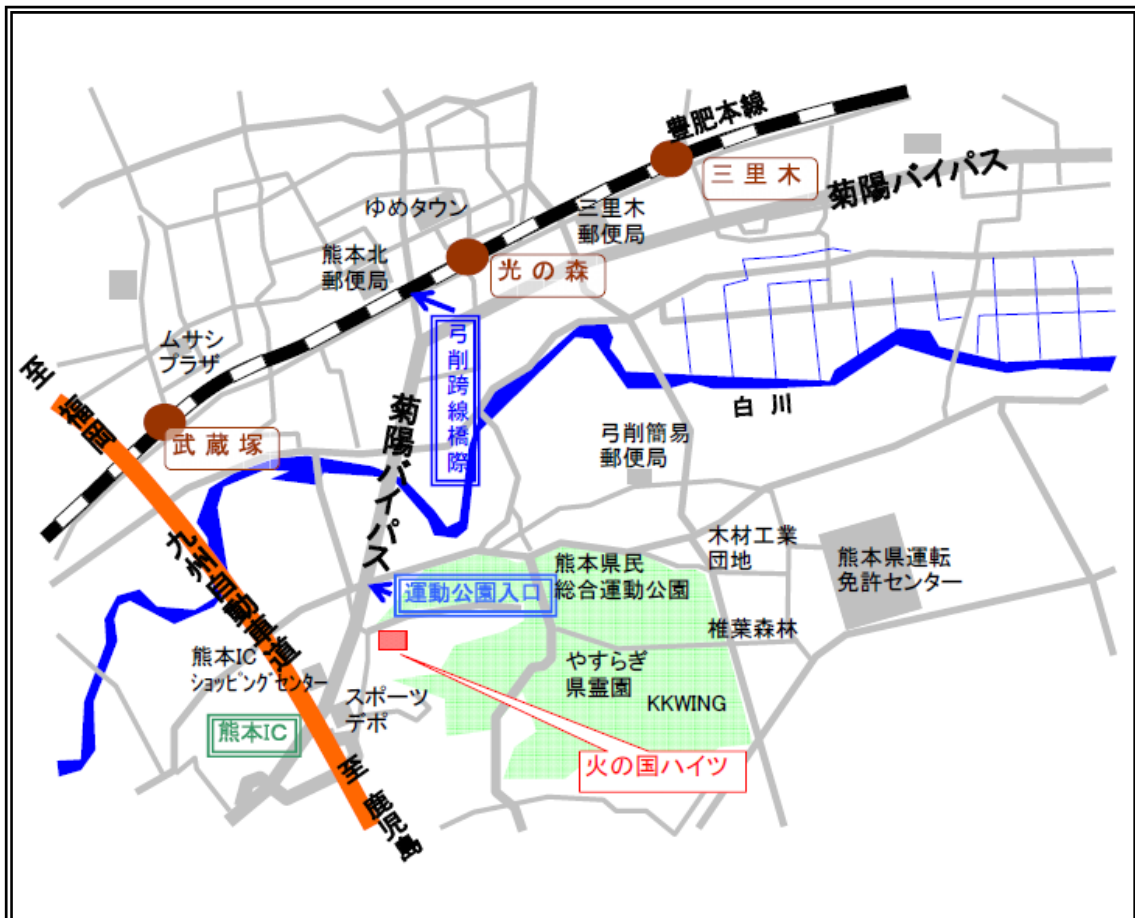 豊肥本線
三里木
菊陽バイパス
ゆめタウン
三里木
郵便局
熊本北
郵便局
光の森
ムサシ
プラザ
弓削跨線橋際
至
福岡
武蔵塚
菊陽バイパス
白川
弓削簡易
郵便局
九州自動車道
木材工業
団地
熊本県運転
免許センター
熊本県民
総合運動公園
運動公園入口
椎葉森林
熊本IC
ショッピングセンター
やすらぎ
県霊園
KKWING
スポーツ
デポ
熊本IC
火の国ハイツ
至
鹿児島